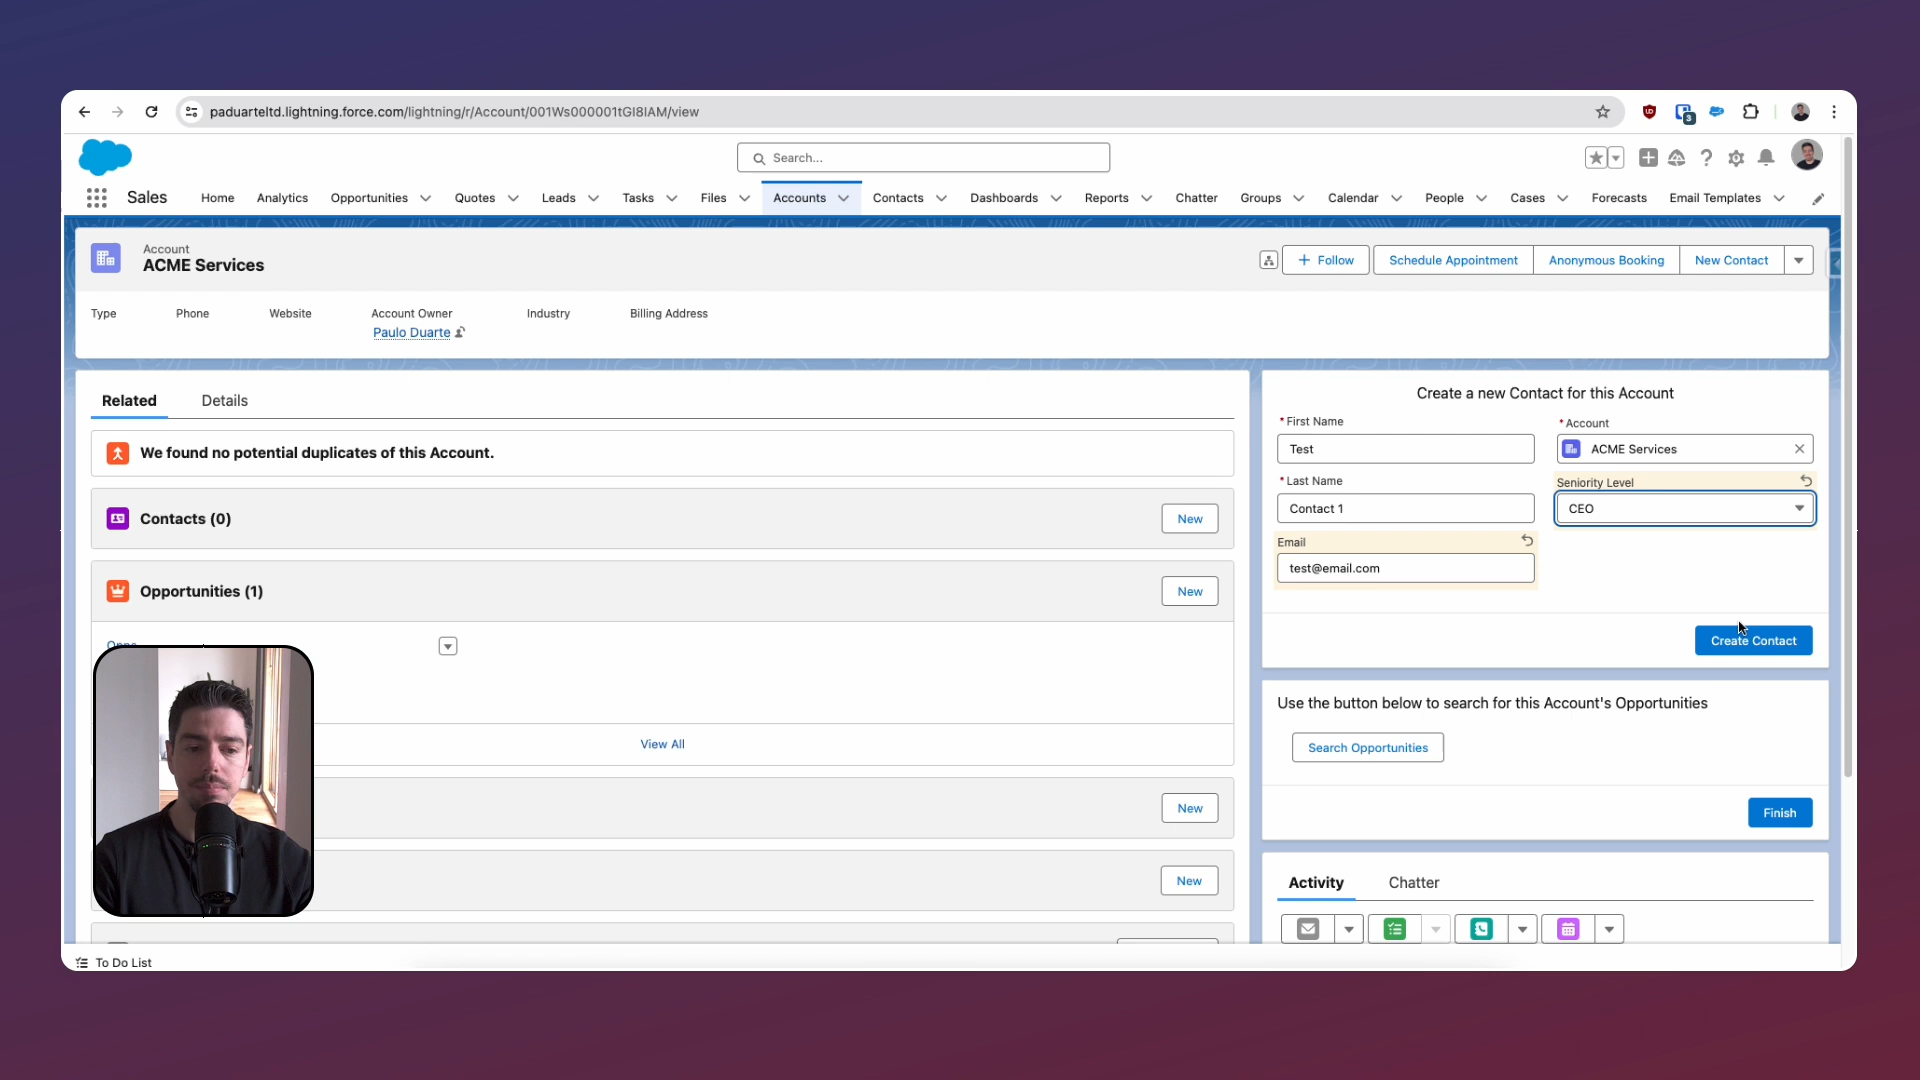 paduarteltd.lightning.force.com/lightning/r/Account/001Ws000001tGI8IAM/view
3
Search...
Sales
Home
Analytics
Opportunities
Quotes
Leads
Tasks
Files
Accounts
Contacts
Dashboards
Reports
Chatter
Groups
Calendar
People
Cases
Forecasts
Email Templates
Account
ACME Services
Follow
Schedule Appointment
Anonymous Booking
New Contact
Type
Phone
Website
Account Owner
Industry
Billing Address
Paulo Duarte
Related
Details
We found no potential duplicates of this Account.
Contacts (0)
New
Opportunities (1)
New
View All
New
New
Create a new Contact for this Account
* First Name
Test
* Account
ACME Services
* Last Name
Contact 1
Seniority Level
CEO
Email
test@email.com
Create Contact
Use the button below to search for this Account's Opportunities
Search Opportunities
Finish
Activity
Chatter
To Do List